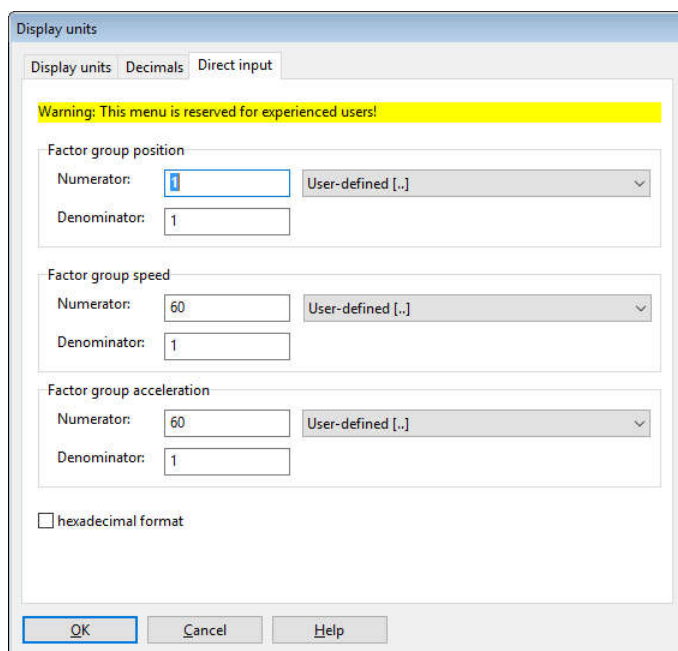 Display units
Display units Decimals Direct input
Warning: This menu is reserved for experienced users!
Factor group position
Numerator: 1 User-defined [..]
Denominator: 1
Factor group speed
Numerator: 60 User-defined [..]
Denominator: 1
Factor group acceleration
Numerator: 60 User-defined [..]
Denominator: 1
hexadecimal format
OK Cancel Help